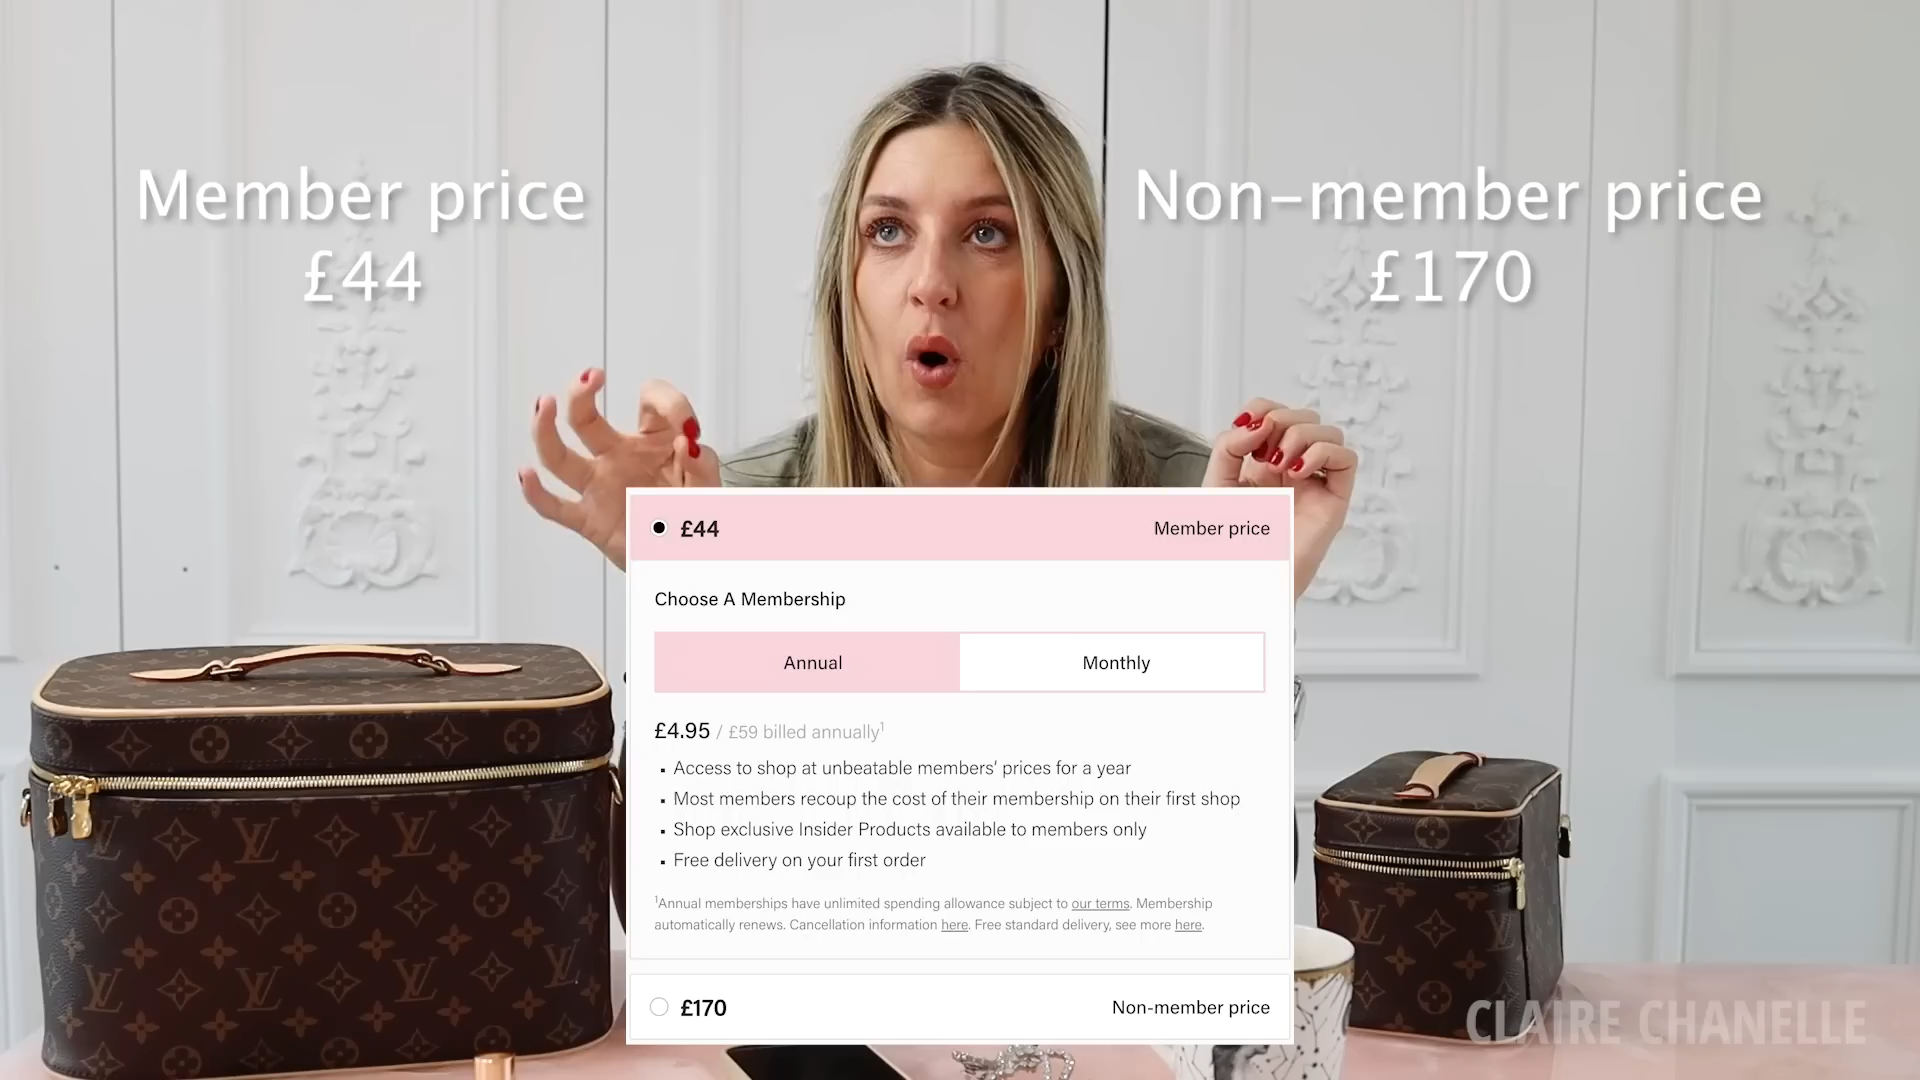 Member price
£44
Non-member price
£170
£44 Member price
Choose A Membership
Annual Monthly
£4.95 / £59 billed annually¹
▪ Access to shop at unbeatable members' prices for a year
▪ Most members recoup the cost of their membership on their first shop
▪ Shop exclusive Insider Products available to members only
▪ Free delivery on your first order
¹Annual memberships have unlimited spending allowance subject to our terms. Membership
automatically renews. Cancellation information here. Free standard delivery, see more here.
£170 Non-member price
CLAIRE CHANELLE